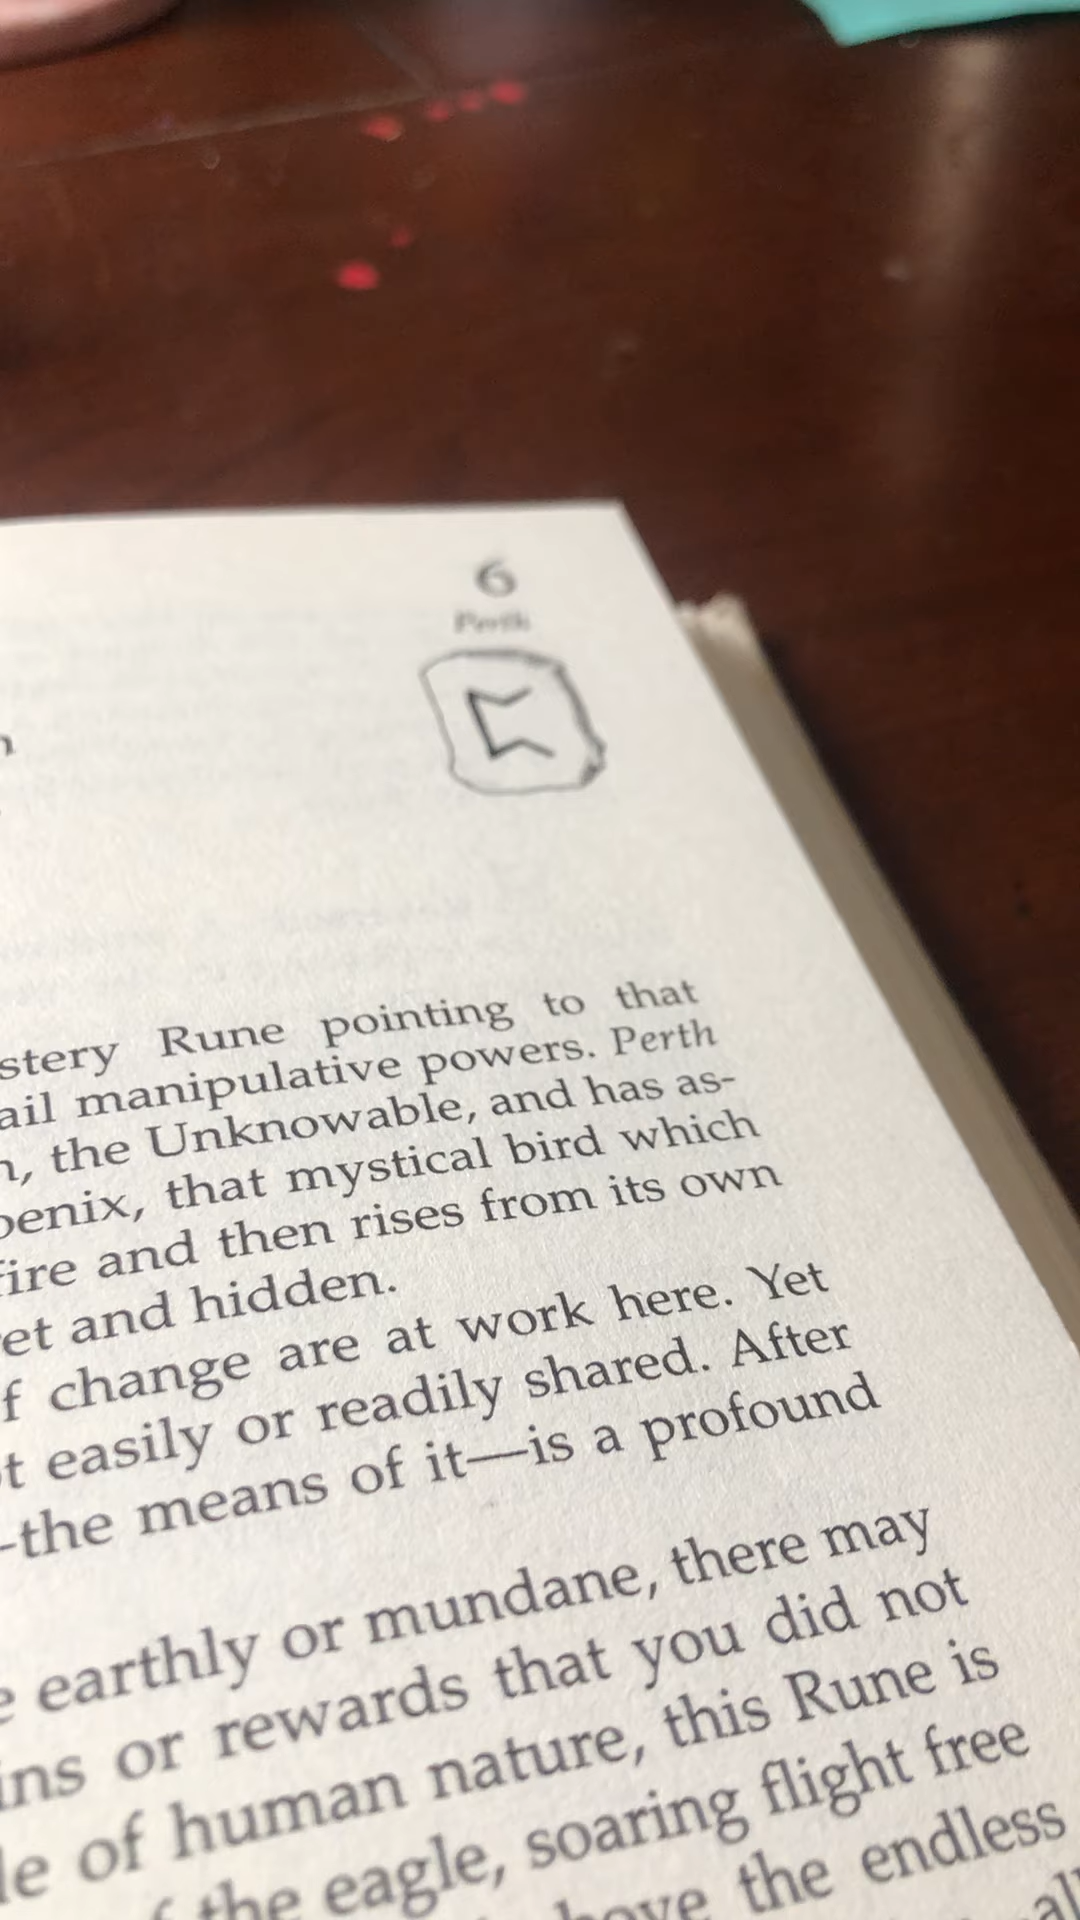 6
Perth
stery Rune pointing to that
ail manipulative powers. Perth
, the Unknowable, and has as-
oenix, that mystical bird which
fire and then rises from its own
et and hidden.
f change are at work here. Yet
t easily or readily shared. After
-the means of it—is a profound
e earthly or mundane, there may
ins or rewards that you did not
le of human nature, this Rune is
f the eagle, soaring flight free
the endless